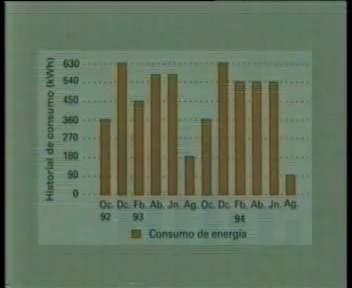 Historial de consumo (kWh)
630
540
450
360
270
180
90
0
Oc. Dc. Fb. Ab. Jn. Ag. Oc. Dc. Fb. Ab. Jn. Ag.
92 93 94
Consumo de energía